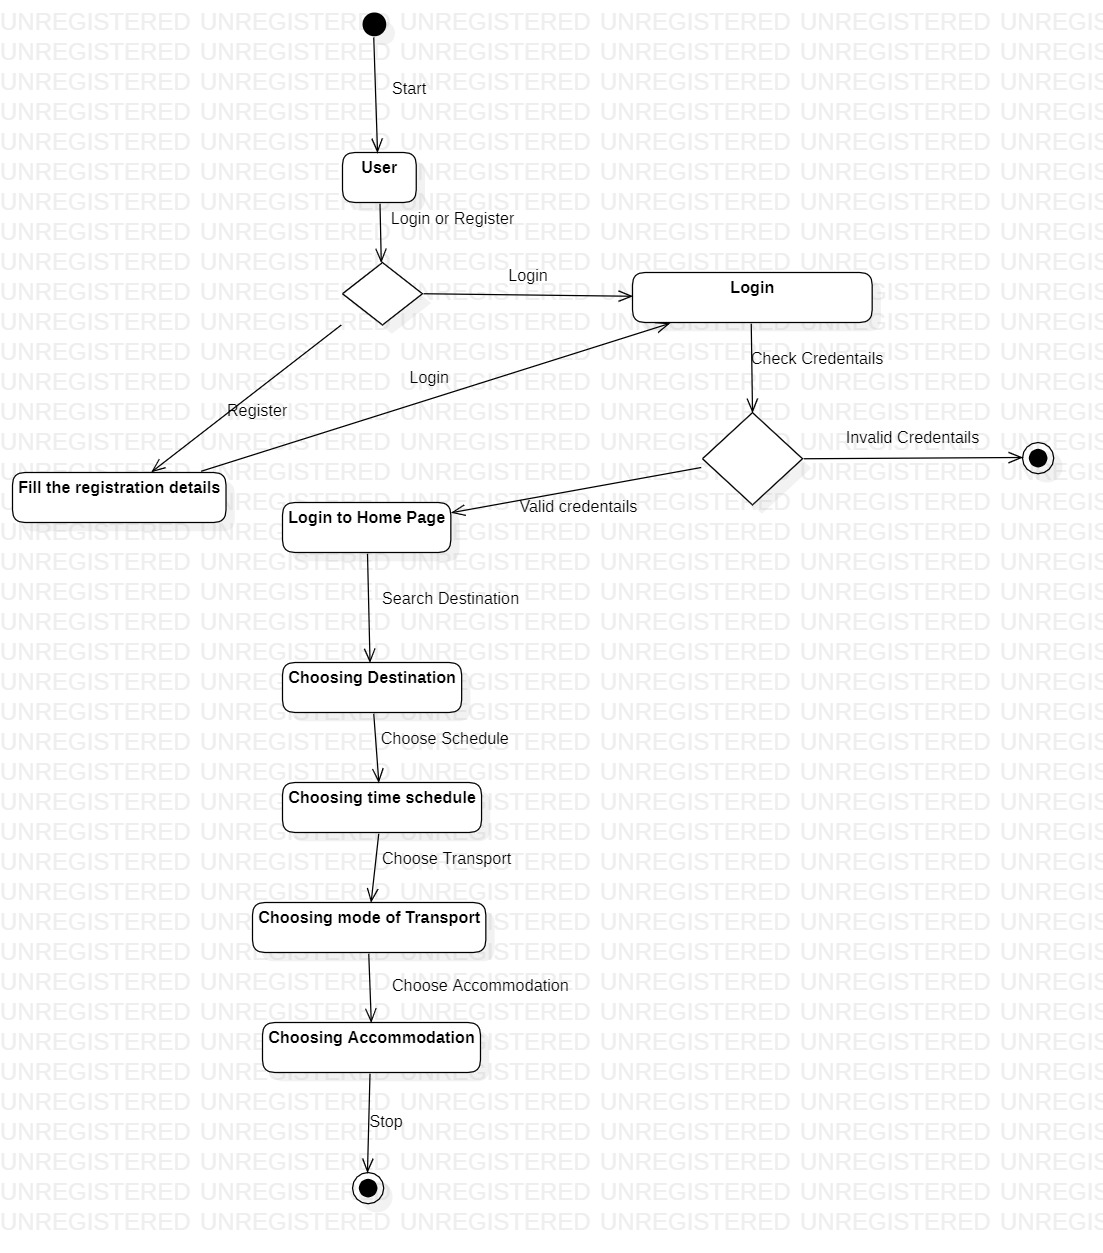 Start
User
Login or Register
Login
Login
Check Credentails
Login
Register
Invalid Credentails
Fill the registration details
Valid credentails
Login to Home Page
Search Destination
Choosing Destination
Choose Schedule
Choosing time schedule
Choose Transport
Choosing mode of Transport
Choose Accommodation
Choosing Accommodation
Stop
UNREGISTERED